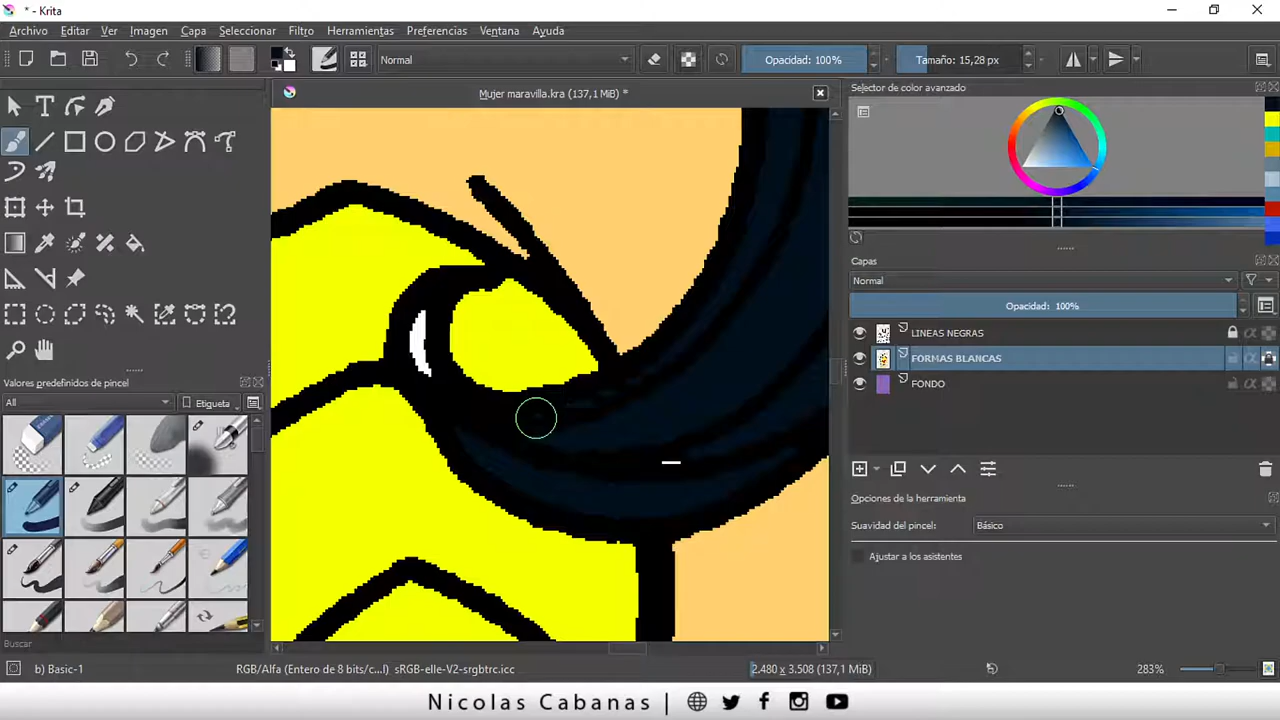 * - Krita
Archivo Editar Ver Imagen Capa Seleccionar Filtro Herramientas Preferencias Ventana Ayuda
Normal Opacidad: 100% Tamaño: 15,28 px
Mujer maravilla.kra (137,1 MiB) *
Selector de color avanzado
Capas
Normal
Opacidad: 100%
LINEAS NEGRAS
FORMAS BLANCAS
FONDO
Valores predefinidos de pincel
All Etiqueta
Opciones de la herramienta
Suavidad del pincel: Básico
Ajustar a los asistentes
Buscar
b) Basic-1 RGB/Alfa (Entero de 8 bits/c...l) sRGB-elle-V2-srgbtrc.icc 2.480 x 3.508 (137,1 MiB) 283%
Nicolas Cabanas |